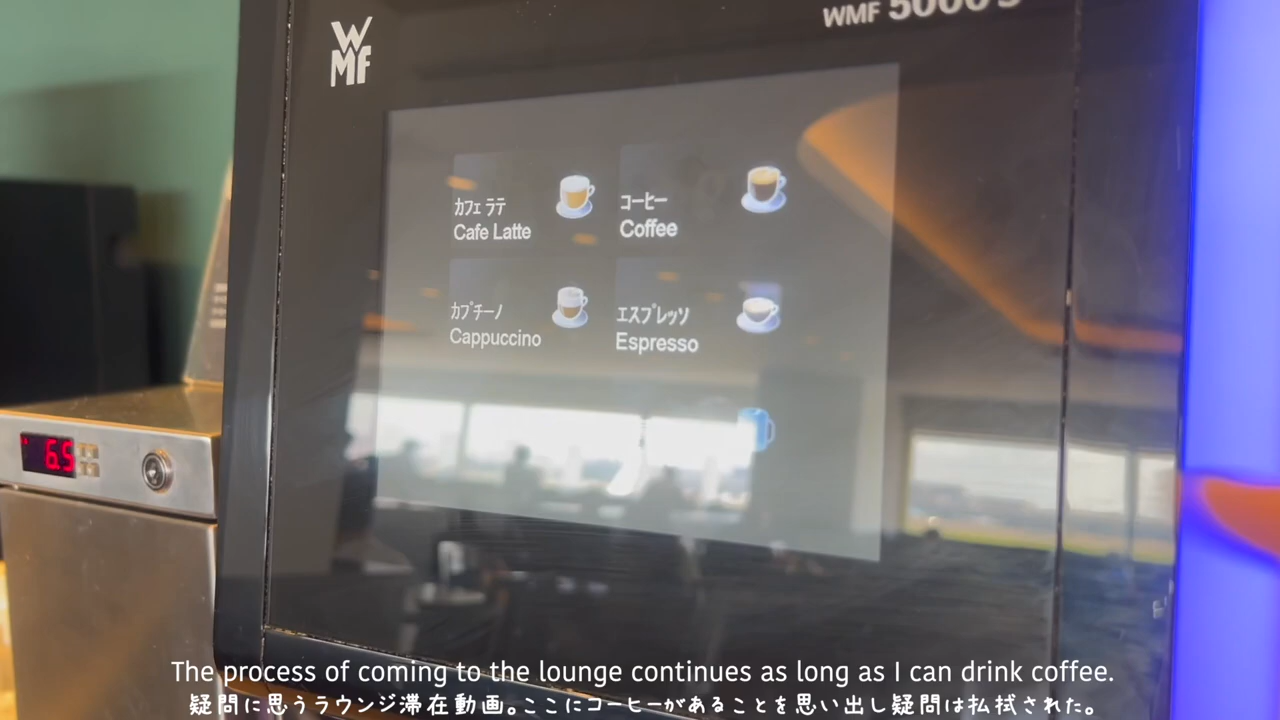 WMF
WMF 5000 S
カフェ ラテ
Cafe Latte
コーヒー
Coffee
カプチーノ
Cappuccino
エスプレッソ
Espresso
6.5
The process of coming to the lounge continues as long as I can drink coffee.
疑問に思うラウンジ滞在動画。ここにコーヒーがあることを思い出し疑問は払拭された。